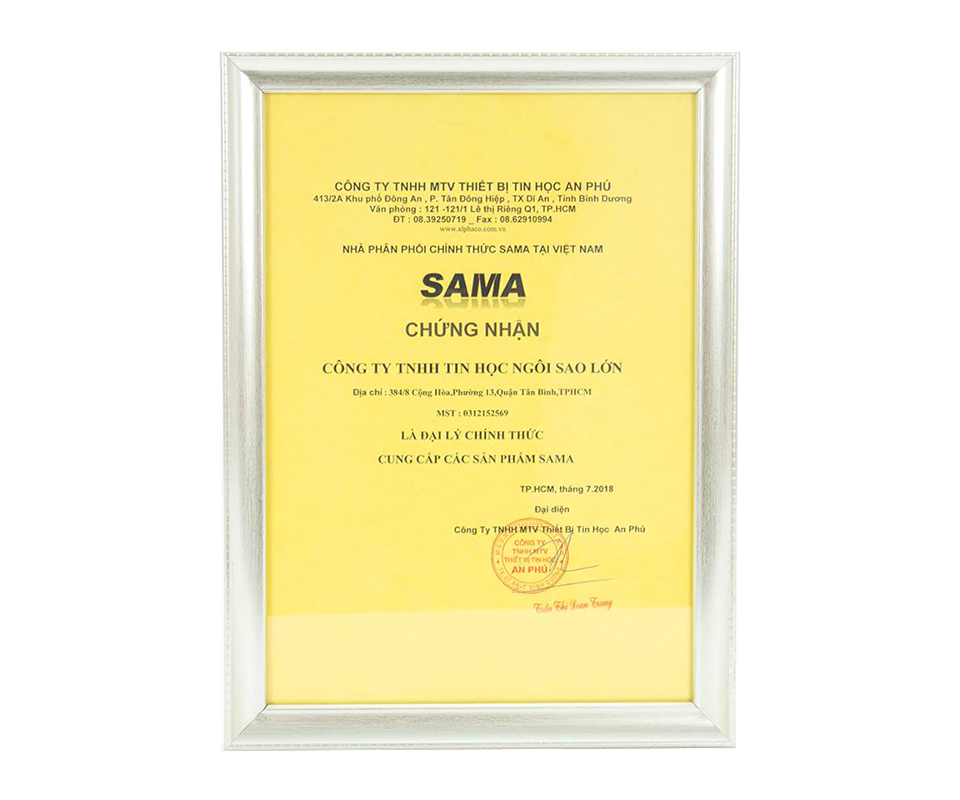 CÔNG TY TNHH MTV THIẾT BỊ TIN HỌC AN PHÚ
413/2A Khu phố Đông An , P. Tân Đông Hiệp , TX Dĩ An , Tỉnh Bình Dương
Văn phòng : 121 -121/1 Lê thị Riêng Q1, TP.HCM
ĐT : 08.39250719 _ Fax : 08.62910994
www.alphaco.com.vn
NHÀ PHÂN PHỐI CHÍNH THỨC SAMA TẠI VIỆT NAM
SAMA
CHỨNG NHẬN
CÔNG TY TNHH TIN HỌC NGÔI SAO LỚN
Địa chỉ : 384/8 Cộng Hòa,Phường 13,Quận Tân Bình,TPHCM
MST : 0312152569
LÀ ĐẠI LÝ CHÍNH THỨC
CUNG CẤP CÁC SẢN PHẨM SAMA
TP.HCM, tháng 7.2018
Đại diện
Công Ty TNHH MTV Thiết Bị Tin Học An Phú
CÔNG TY
TNHH MTV
THIẾT BỊ TIN HỌC
AN PHÚ
TX DĨ AN-T. BÌNH DƯƠNG
Trần Thị Đoan Trang